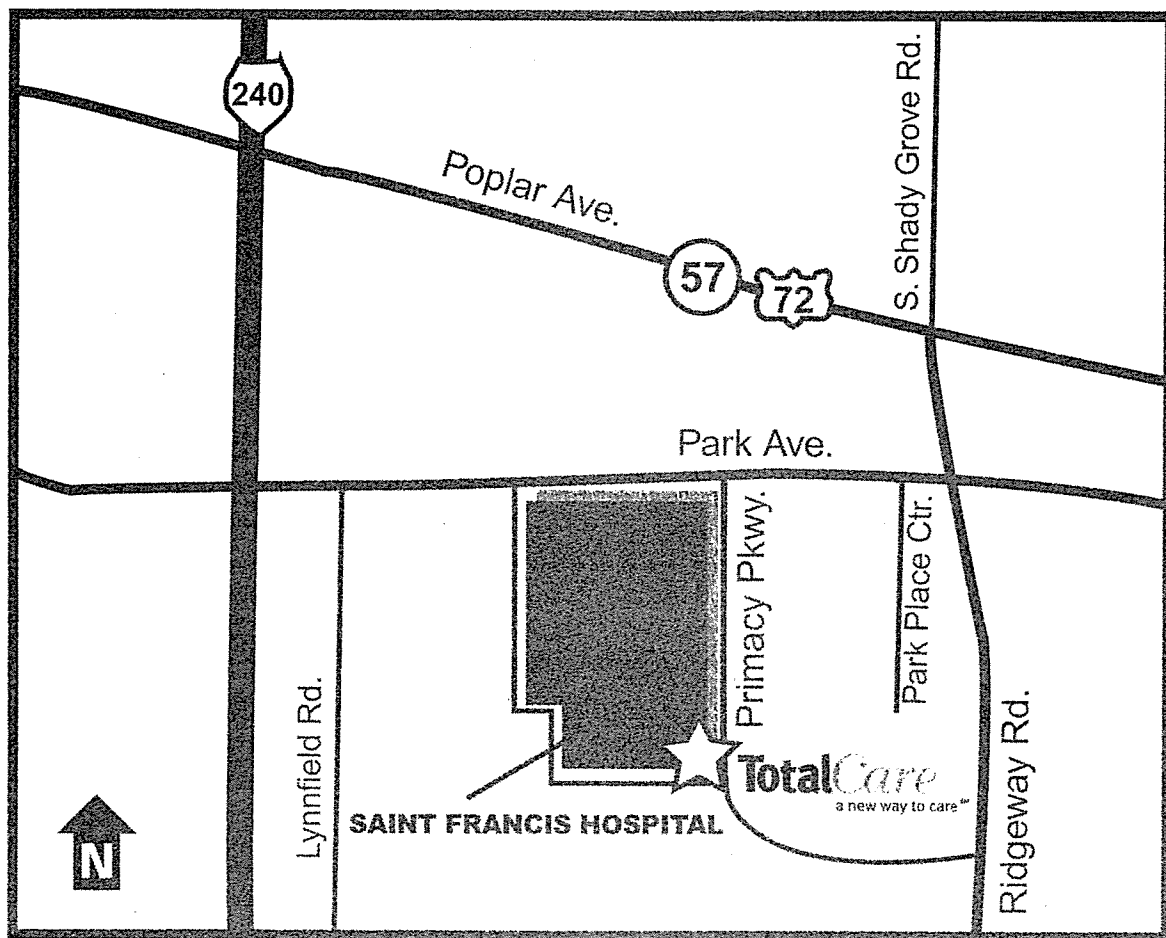 240
S. Shady Grove Rd.
Poplar Ave.
57
72
Park Ave.
Primacy Pkwy.
Park Place Ctr.
Lynnfield Rd.
TotalCare
a new way to care℠
SAINT FRANCIS HOSPITAL
Ridgeway Rd.
N